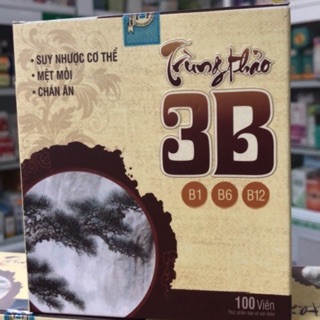 • SUY NHƯỢC CƠ THỂ
• MỆT MỎI
• CHÁN ĂN
Trùng thảo
3B
B1 B6 B12
100 Viên